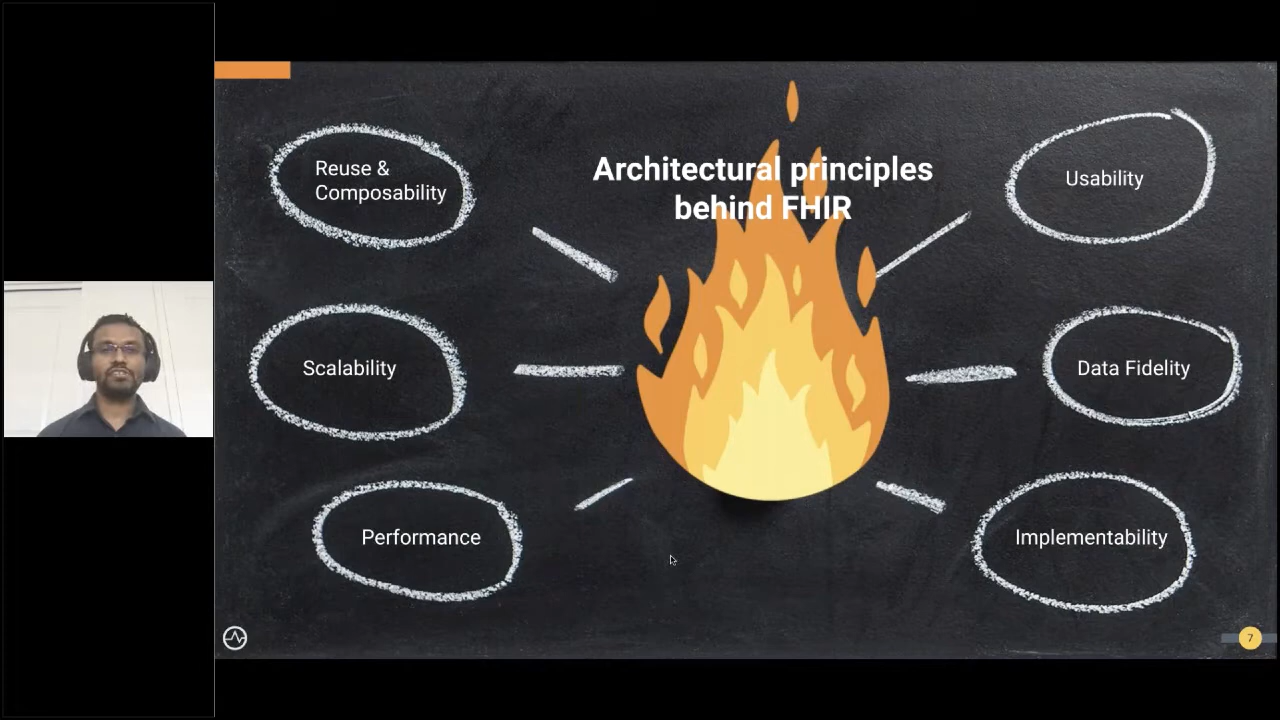 Architectural principles
behind FHIR
Reuse &
Composability
Scalability
Performance
Usability
Data Fidelity
Implementability
7